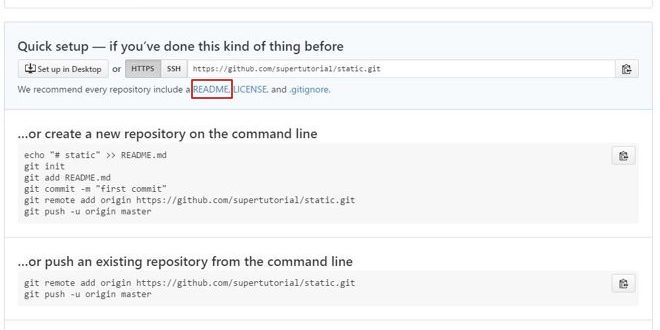 Quick setup — if you've done this kind of thing before
Set up in Desktop or HTTPS SSH https://github.com/supertutorial/static.git
We recommend every repository include a README, LICENSE, and .gitignore.
...or create a new repository on the command line
echo "# static" >> README.md
git init
git add README.md
git commit -m "first commit"
git remote add origin https://github.com/supertutorial/static.git
git push -u origin master
...or push an existing repository from the command line
git remote add origin https://github.com/supertutorial/static.git
git push -u origin master